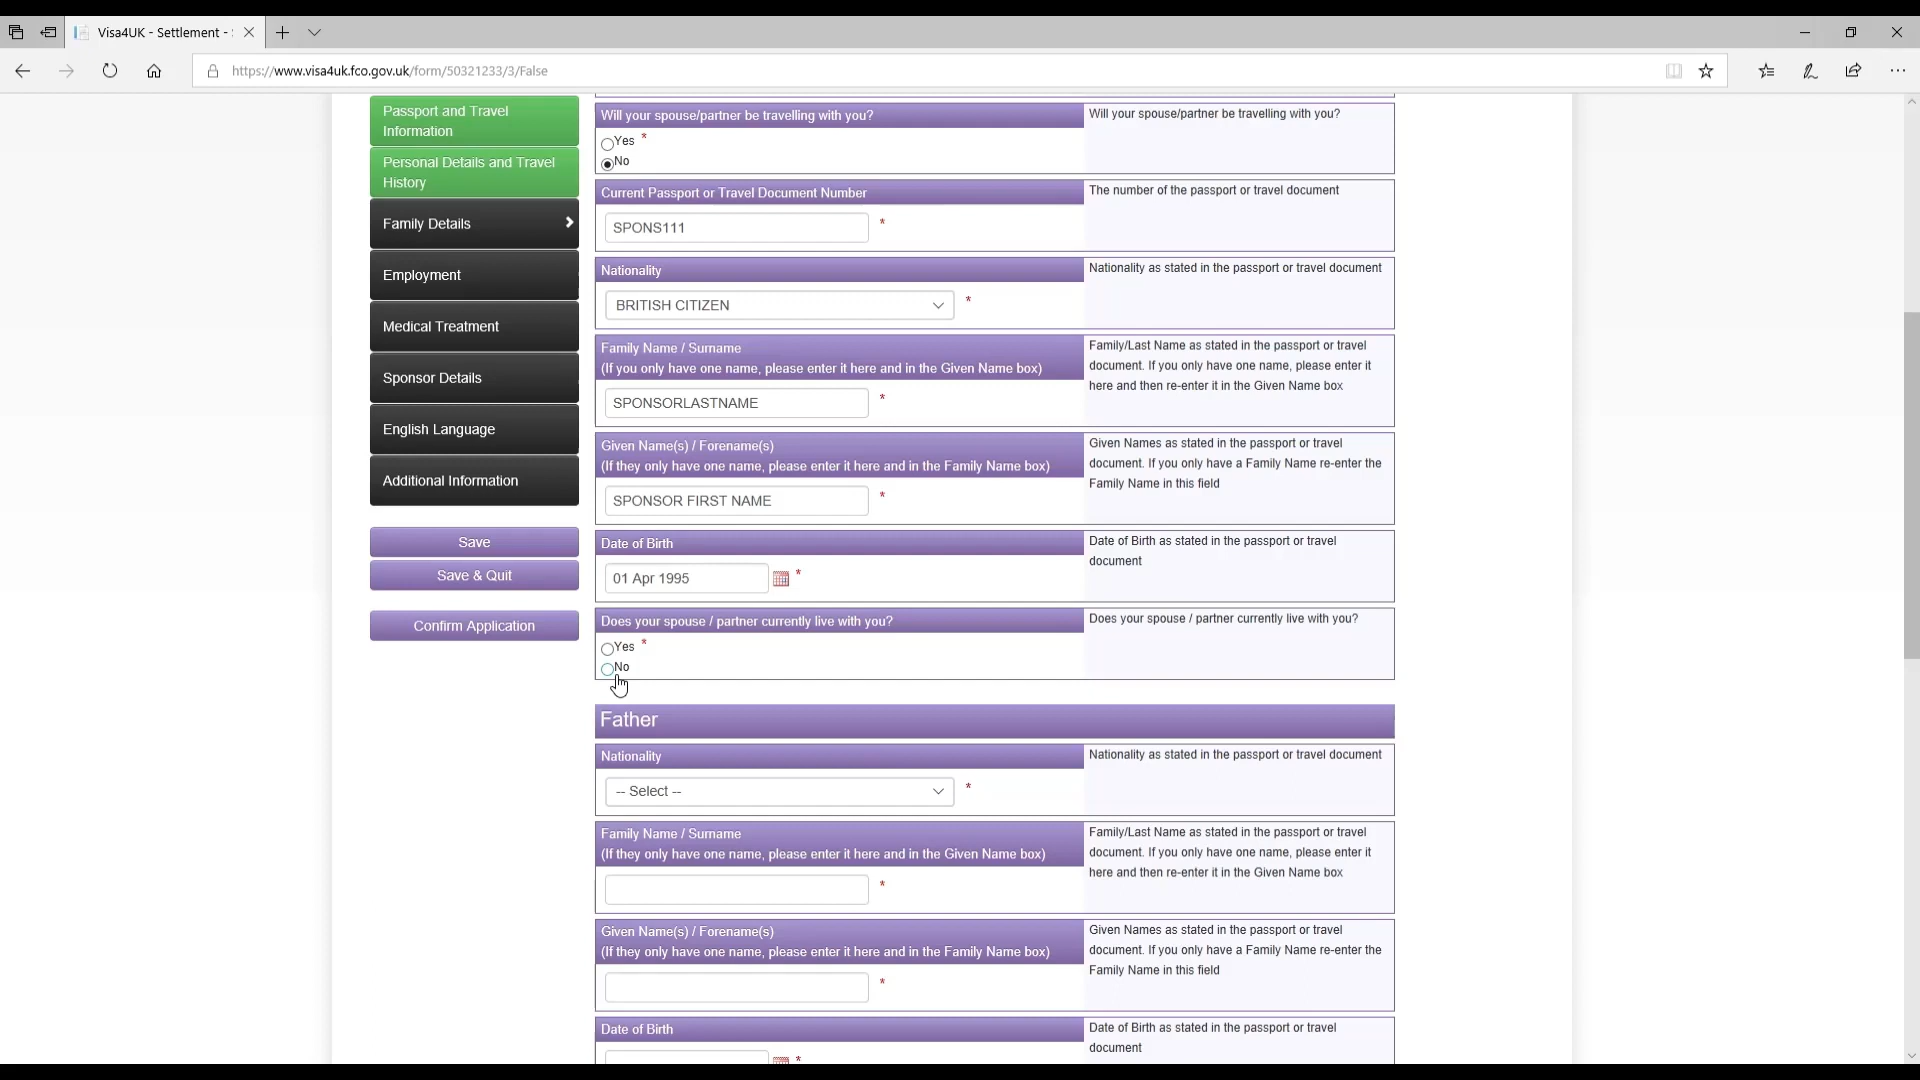 Visa4UK - Settlement -
https://www.visa4uk.fco.gov.uk/form/50321233/3/False
Passport and Travel
Information
Personal Details and Travel
History
Family Details
Employment
Medical Treatment
Sponsor Details
English Language
Additional Information
Save
Save & Quit
Confirm Application
Will your spouse/partner be travelling with you?
Will your spouse/partner be travelling with you?
Yes *
No
Current Passport or Travel Document Number
The number of the passport or travel document
SPONS111 *
Nationality
Nationality as stated in the passport or travel document
BRITISH CITIZEN *
Family Name / Surname
(If you only have one name, please enter it here and in the Given Name box)
Family/Last Name as stated in the passport or travel
document. If you only have one name, please enter it
here and then re-enter it in the Given Name box
SPONSORLASTNAME *
Given Name(s) / Forename(s)
(If they only have one name, please enter it here and in the Family Name box)
Given Names as stated in the passport or travel
document. If you only have a Family Name re-enter the
Family Name in this field
SPONSOR FIRST NAME *
Date of Birth
Date of Birth as stated in the passport or travel
document
01 Apr 1995 *
Does your spouse / partner currently live with you?
Does your spouse / partner currently live with you?
Yes *
No
Father
Nationality
Nationality as stated in the passport or travel document
-- Select -- *
Family Name / Surname
(If they only have one name, please enter it here and in the Given Name box)
Family/Last Name as stated in the passport or travel
document. If you only have one name, please enter it
here and then re-enter it in the Given Name box
*
Given Name(s) / Forename(s)
(If they only have one name, please enter it here and in the Family Name box)
Given Names as stated in the passport or travel
document. If you only have a Family Name re-enter the
Family Name in this field
*
Date of Birth
Date of Birth as stated in the passport or travel
document
*